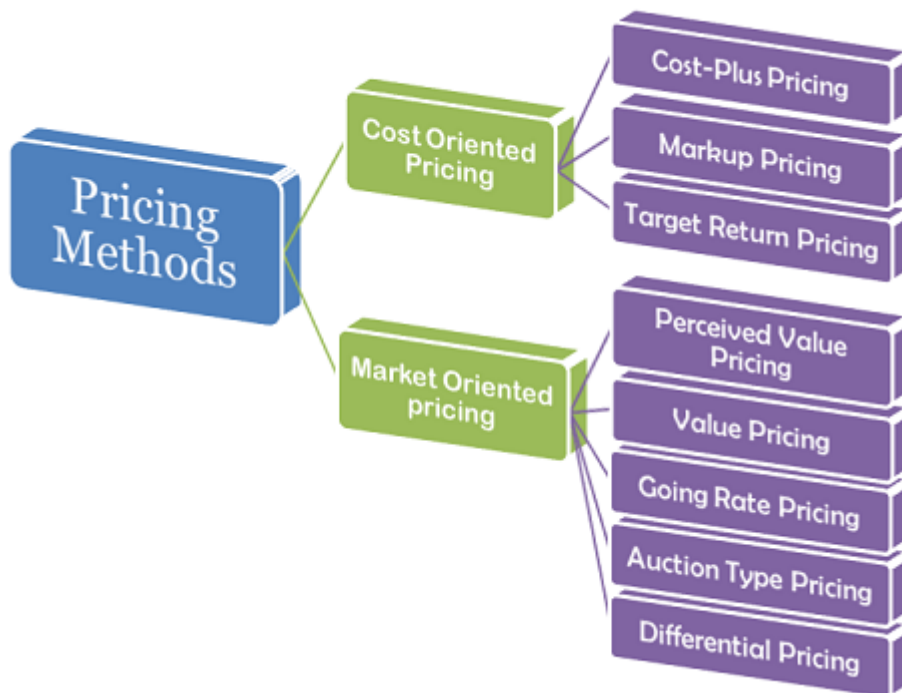 Pricing
Methods
Cost Oriented
Pricing
Cost-Plus Pricing
Markup Pricing
Target Return Pricing
Market Oriented
pricing
Perceived Value
Pricing
Value Pricing
Going Rate Pricing
Auction Type Pricing
Differential Pricing